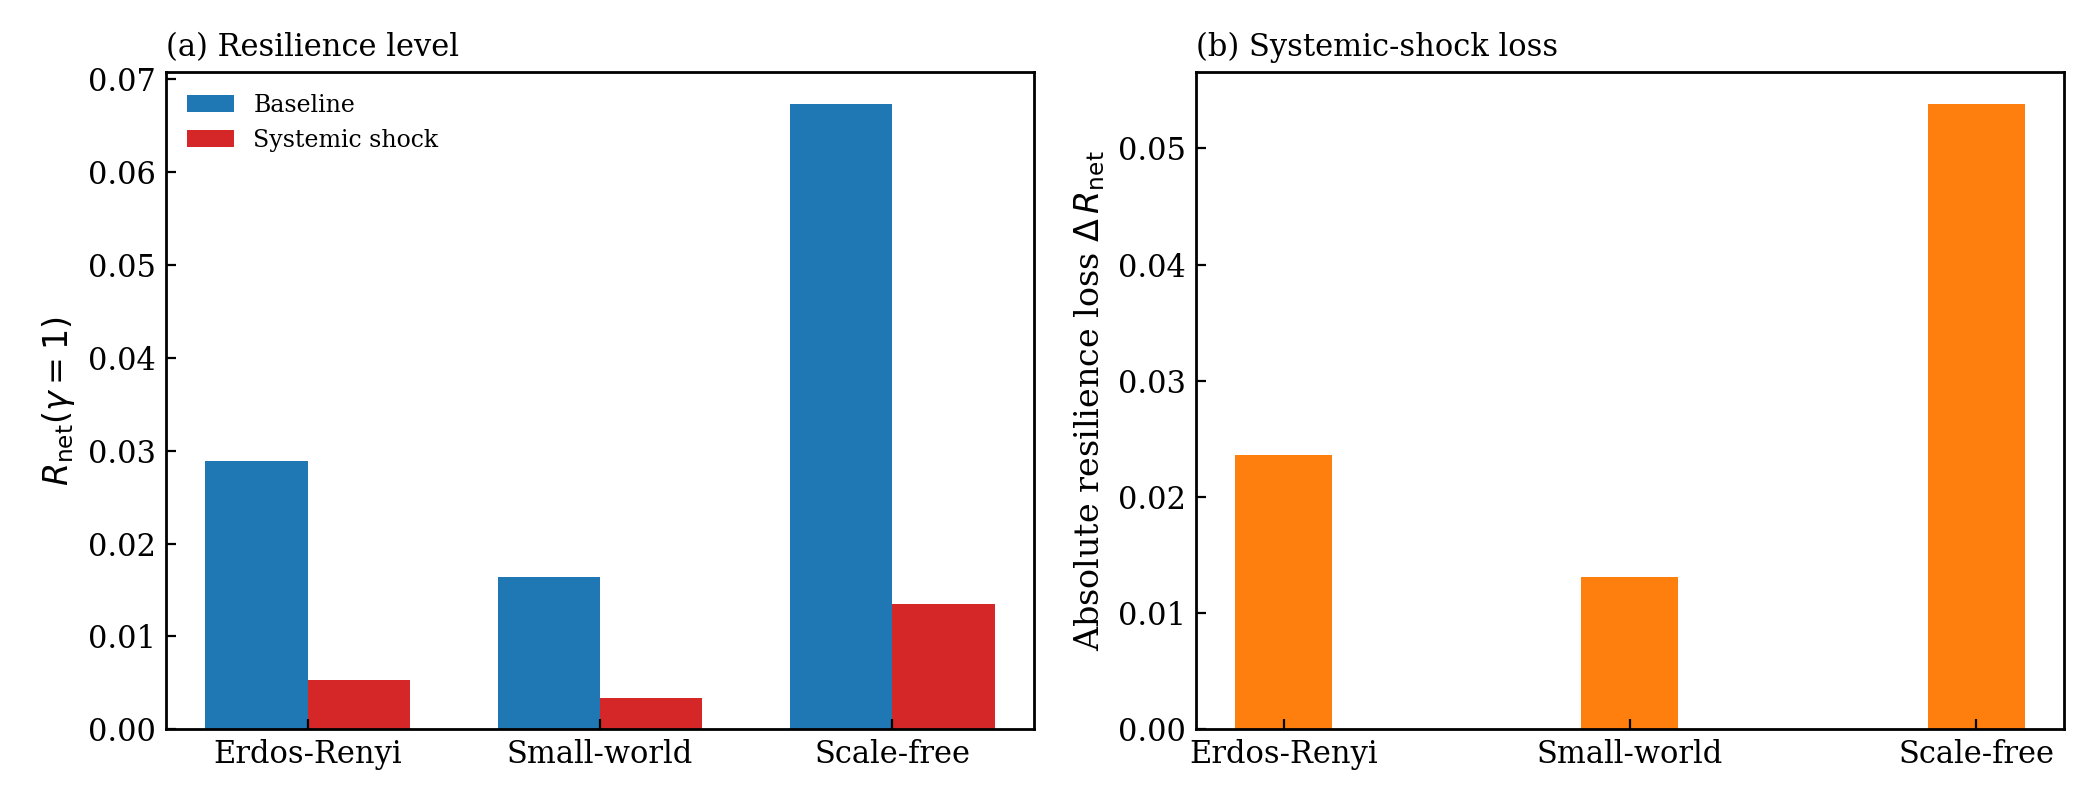 (a) Resilience level
Baseline
Systemic shock
R_net(γ = 1)
0.07
0.06
0.05
0.04
0.03
0.02
0.01
0.00
Erdos-Renyi
Small-world
Scale-free
(b) Systemic-shock loss
Absolute resilience loss Δ R_net
0.05
0.04
0.03
0.02
0.01
0.00
Erdos-Renyi
Small-world
Scale-free